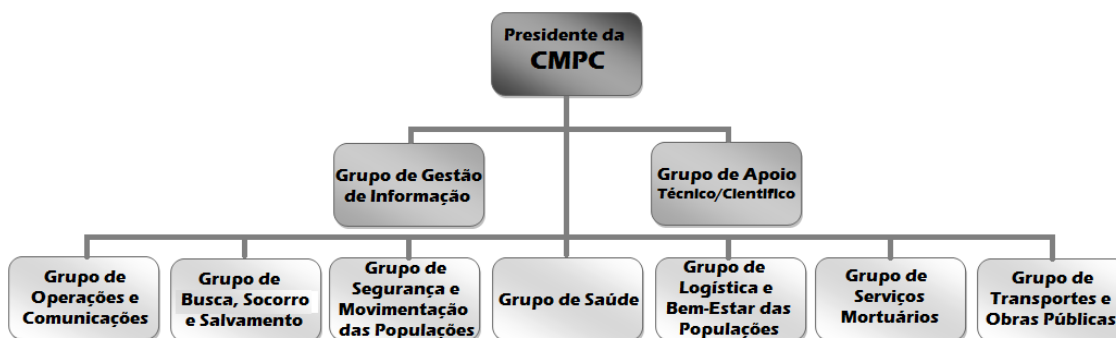 Presidente da
CMPC
Grupo de Gestão
de Informação
Grupo de Apoio
Técnico/Cientifico
Grupo de
Operações e
Comunicações
Grupo de
Busca, Socorro
e Salvamento
Grupo de
Segurança e
Movimentação
das Populações
Grupo de Saúde
Grupo de
Logística e
Bem-Estar das
Populações
Grupo de
Serviços
Mortuários
Grupo de
Transportes e
Obras Públicas